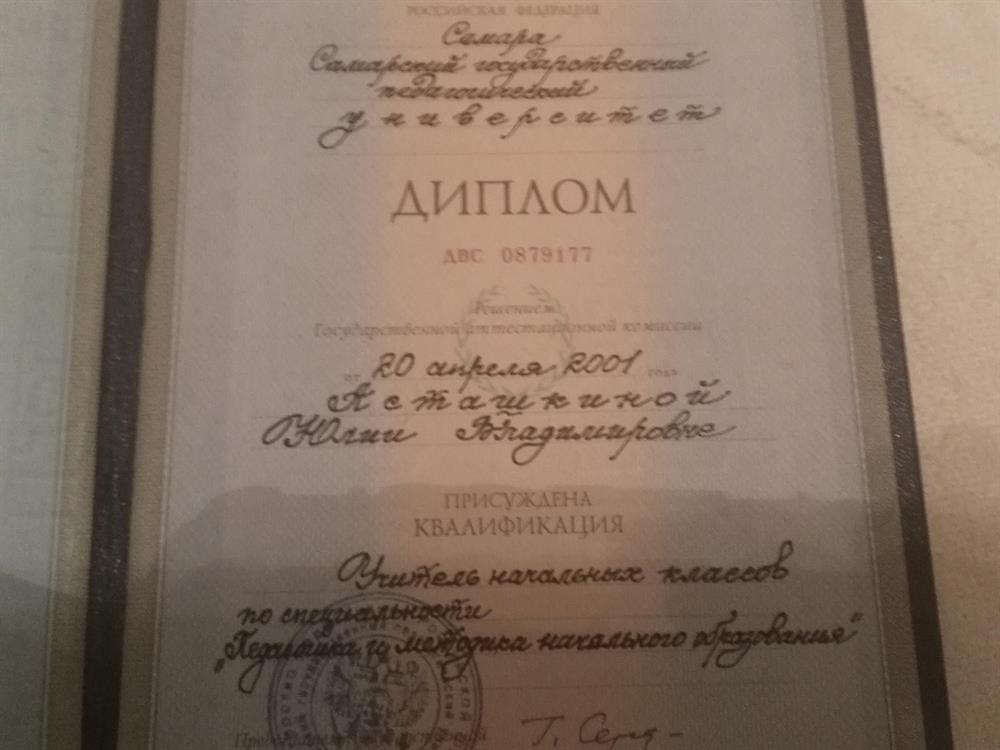 РОССИЙСКАЯ ФЕДЕРАЦИЯ
Самара
Самарский государственный
педагогический
университет
ДИПЛОМ
ДВС 0879177
Решением
Государственной аттестационной комиссии
от 20 апреля 2001 года
Асташкиной
Юлии Владимировне
ПРИСУЖДЕНА
КВАЛИФИКАЦИЯ
Учитель начальных классов
по специальности
„Педагогика и методика начального образования"